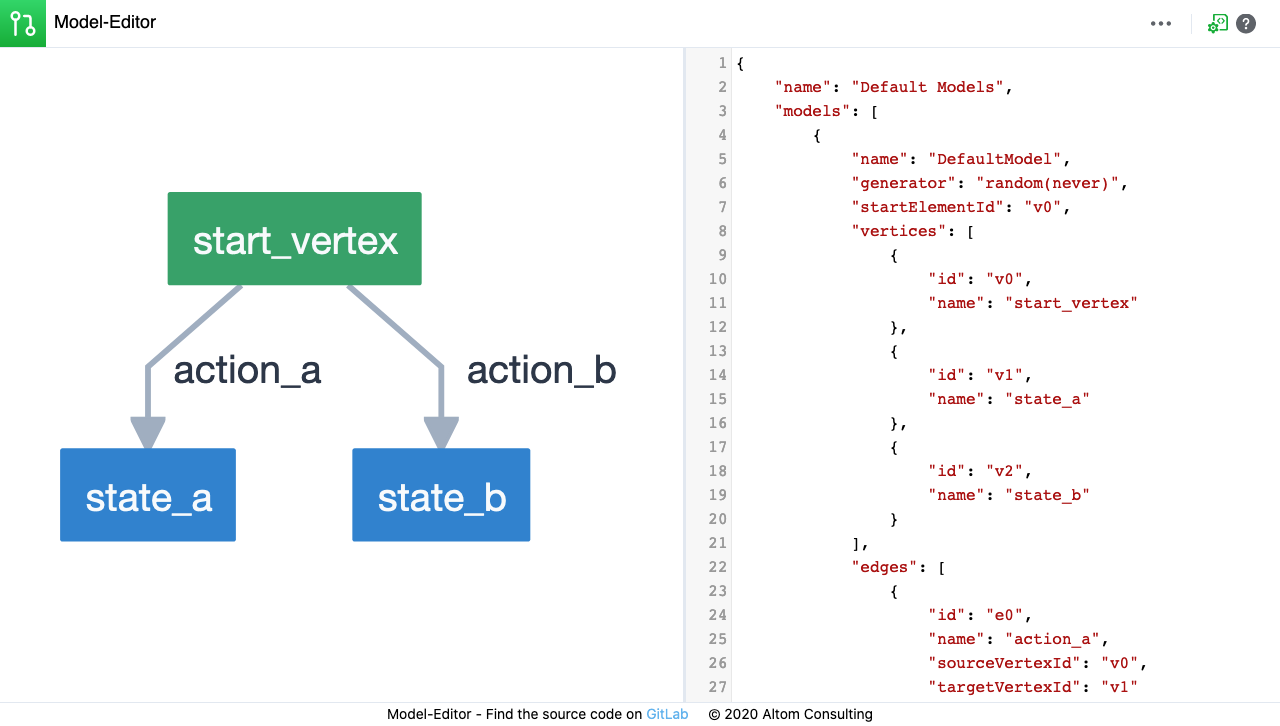 Model-Editor
start_vertex
action_a
action_b
state_a
state_b
1 {
2     "name": "Default Models",
3     "models": [
4         {
5             "name": "DefaultModel",
6             "generator": "random(never)",
7             "startElementId": "v0",
8             "vertices": [
9                 {
10                     "id": "v0",
11                     "name": "start_vertex"
12                 },
13                 {
14                     "id": "v1",
15                     "name": "state_a"
16                 },
17                 {
18                     "id": "v2",
19                     "name": "state_b"
20                 }
21             ],
22             "edges": [
23                 {
24                     "id": "e0",
25                     "name": "action_a",
26                     "sourceVertexId": "v0",
27                     "targetVertexId": "v1"
Model-Editor - Find the source code on GitLab © 2020 Altom Consulting